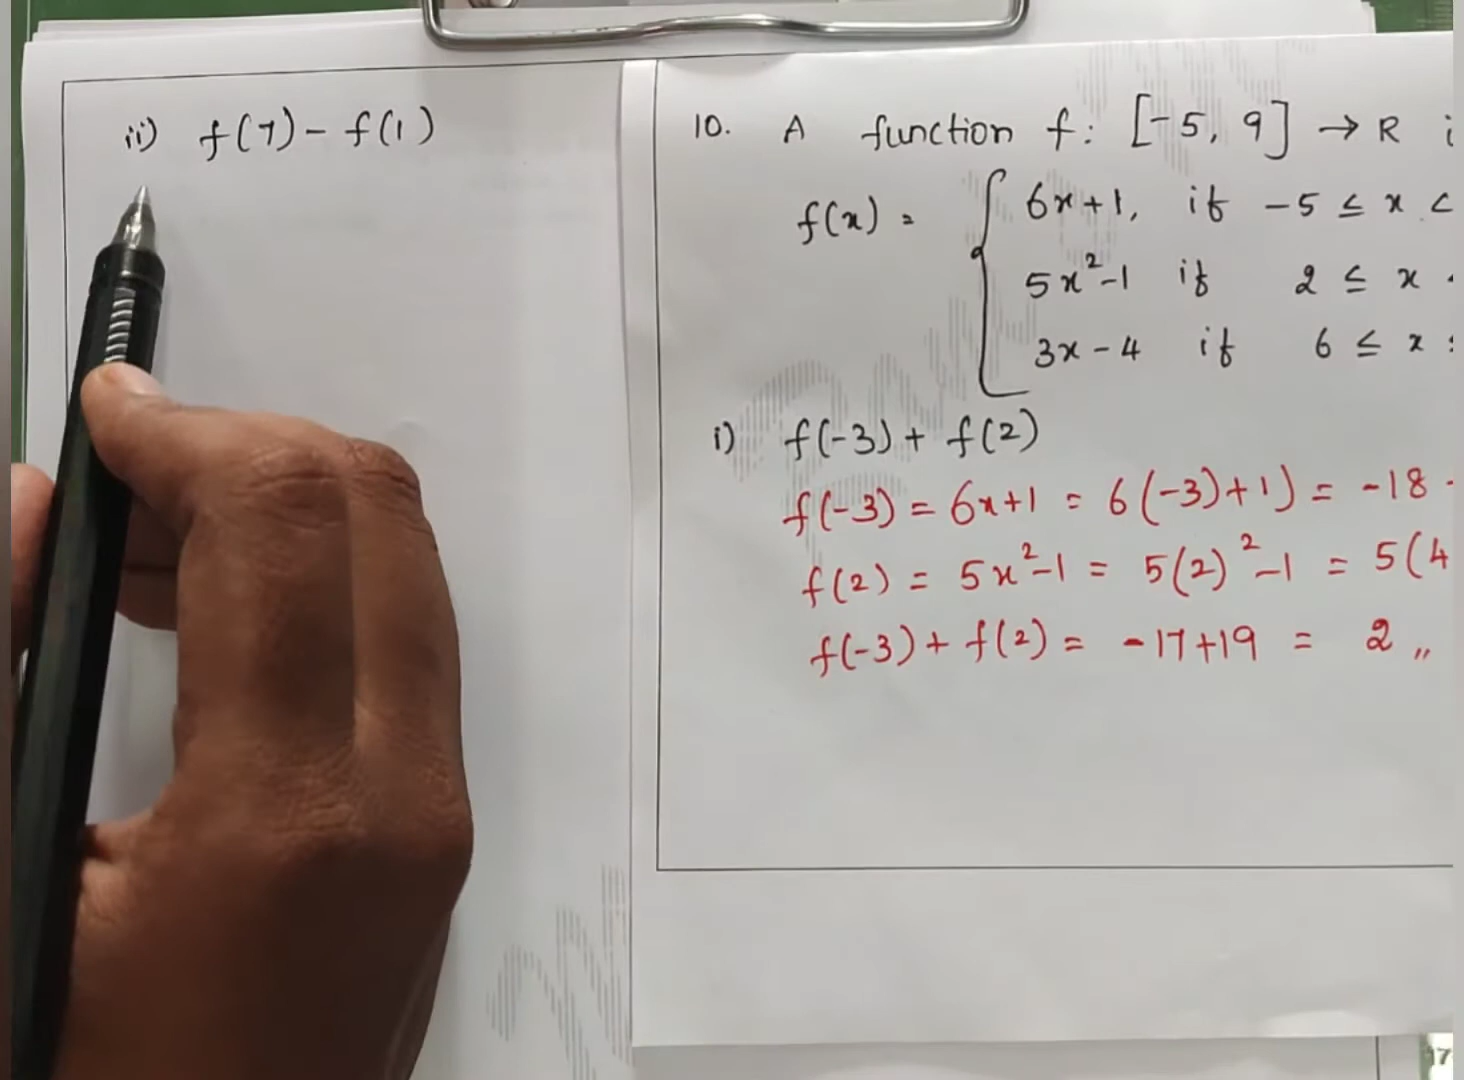 ii) f(7) - f(1)
10. A function f: [-5, 9] → R i
f(x) = { 6x+1, if -5 ≤ x <
5x²-1 if 2 ≤ x
3x-4 if 6 ≤ x
i) f(-3) + f(2)
f(-3) = 6x+1 = 6(-3)+1) = -18
f(2) = 5x²-1 = 5(2)²-1 = 5(4
f(-3) + f(2) = -17+19 = 2 "
17